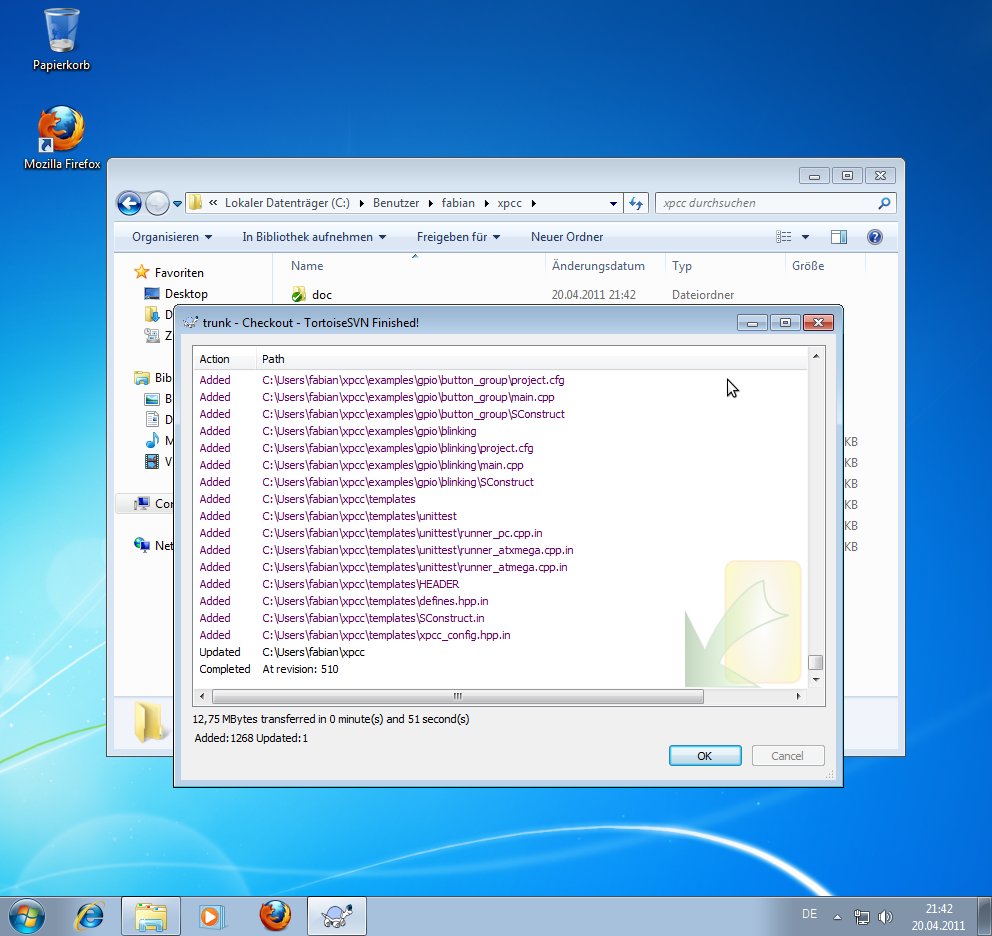 Papierkorb
Mozilla Firefox
« Lokaler Datenträger (C:) Benutzer fabian xpcc
xpcc durchsuchen
Organisieren In Bibliothek aufnehmen Freigeben für Neuer Ordner
Name Änderungsdatum Typ Größe
Favoriten
Desktop
doc 20.04.2011 21:42 Dateiordner
D
Z
Bib
B
D
M
V
Cor
Net
KB
KB
KB
KB
KB
KB
trunk - Checkout - TortoiseSVN Finished!
Action Path
Added C:\Users\fabian\xpcc\examples\gpio\button_group\project.cfg
Added C:\Users\fabian\xpcc\examples\gpio\button_group\main.cpp
Added C:\Users\fabian\xpcc\examples\gpio\button_group\SConstruct
Added C:\Users\fabian\xpcc\examples\gpio\blinking
Added C:\Users\fabian\xpcc\examples\gpio\blinking\project.cfg
Added C:\Users\fabian\xpcc\examples\gpio\blinking\main.cpp
Added C:\Users\fabian\xpcc\examples\gpio\blinking\SConstruct
Added C:\Users\fabian\xpcc\templates
Added C:\Users\fabian\xpcc\templates\unittest
Added C:\Users\fabian\xpcc\templates\unittest\runner_pc.cpp.in
Added C:\Users\fabian\xpcc\templates\unittest\runner_atxmega.cpp.in
Added C:\Users\fabian\xpcc\templates\unittest\runner_atmega.cpp.in
Added C:\Users\fabian\xpcc\templates\HEADER
Added C:\Users\fabian\xpcc\templates\defines.hpp.in
Added C:\Users\fabian\xpcc\templates\SConstruct.in
Added C:\Users\fabian\xpcc\templates\xpcc_config.hpp.in
Updated C:\Users\fabian\xpcc
Completed At revision: 510
12,75 MBytes transferred in 0 minute(s) and 51 second(s)
Added:1268 Updated:1
OK Cancel
DE
21:42
20.04.2011